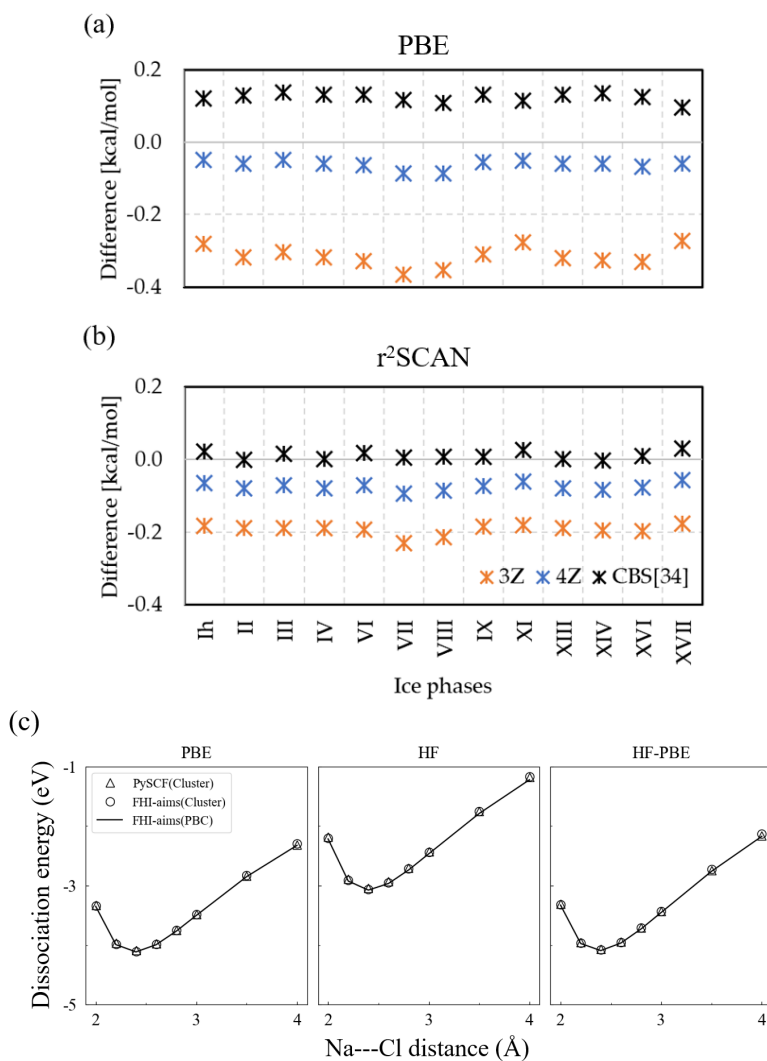 (a)
PBE
Difference [kcal/mol]
0.2
0.0
-0.2
-0.4
(b)
r²SCAN
Difference [kcal/mol]
0.2
0.0
-0.2
-0.4
3Z 4Z CBS[34]
Ih II III IV VI VII VIII IX XI XIII XIV XVI XVII
Ice phases
(c)
PBE HF HF-PBE
Dissociation energy (eV)
-1
-3
-5
PySCF(Cluster)
FHI-aims(Cluster)
FHI-aims(PBC)
2 3 4 2 3 4 2 3 4
Na---Cl distance (Å)